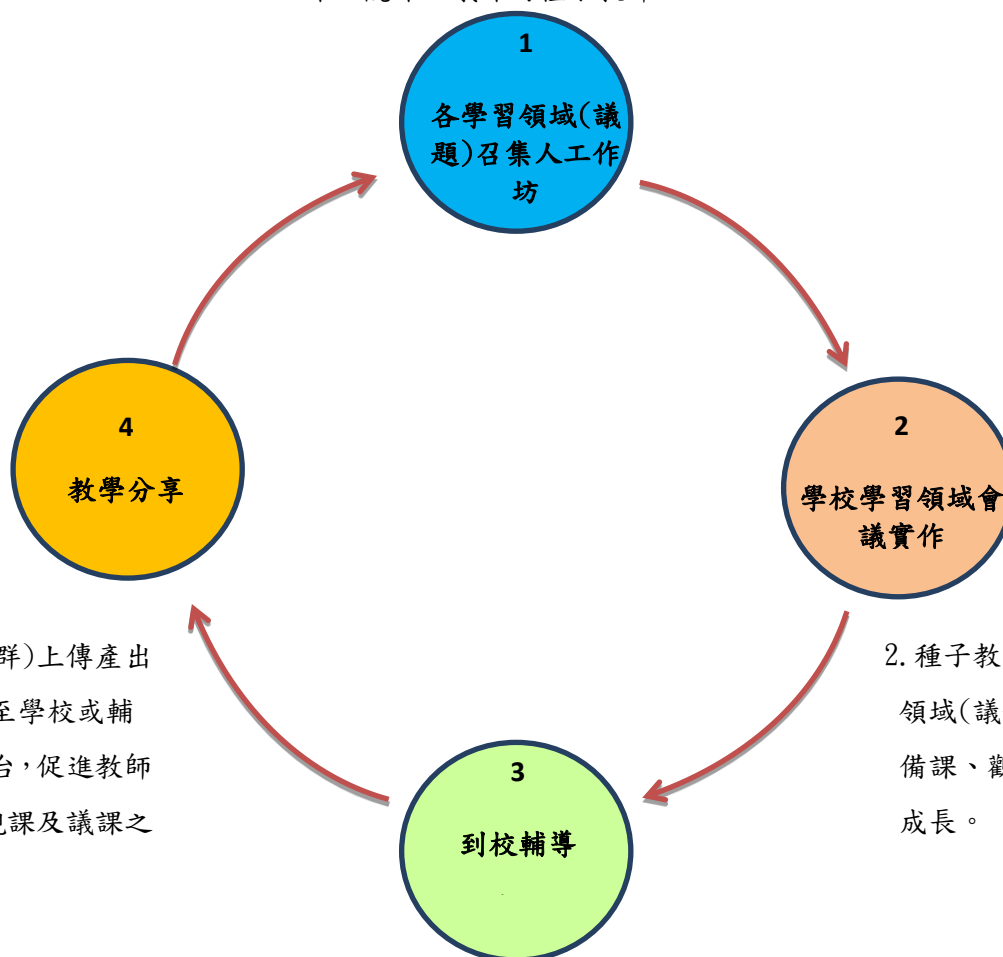 1
各學習領域(議
題)召集人工作
坊
4
教學分享
2
學校學習領域會
議實作
群)上傳產出
至學校或輔
台，促進教師
課及議課之
2.種子教
領域(議
備課、觀
成長。
3
到校輔導